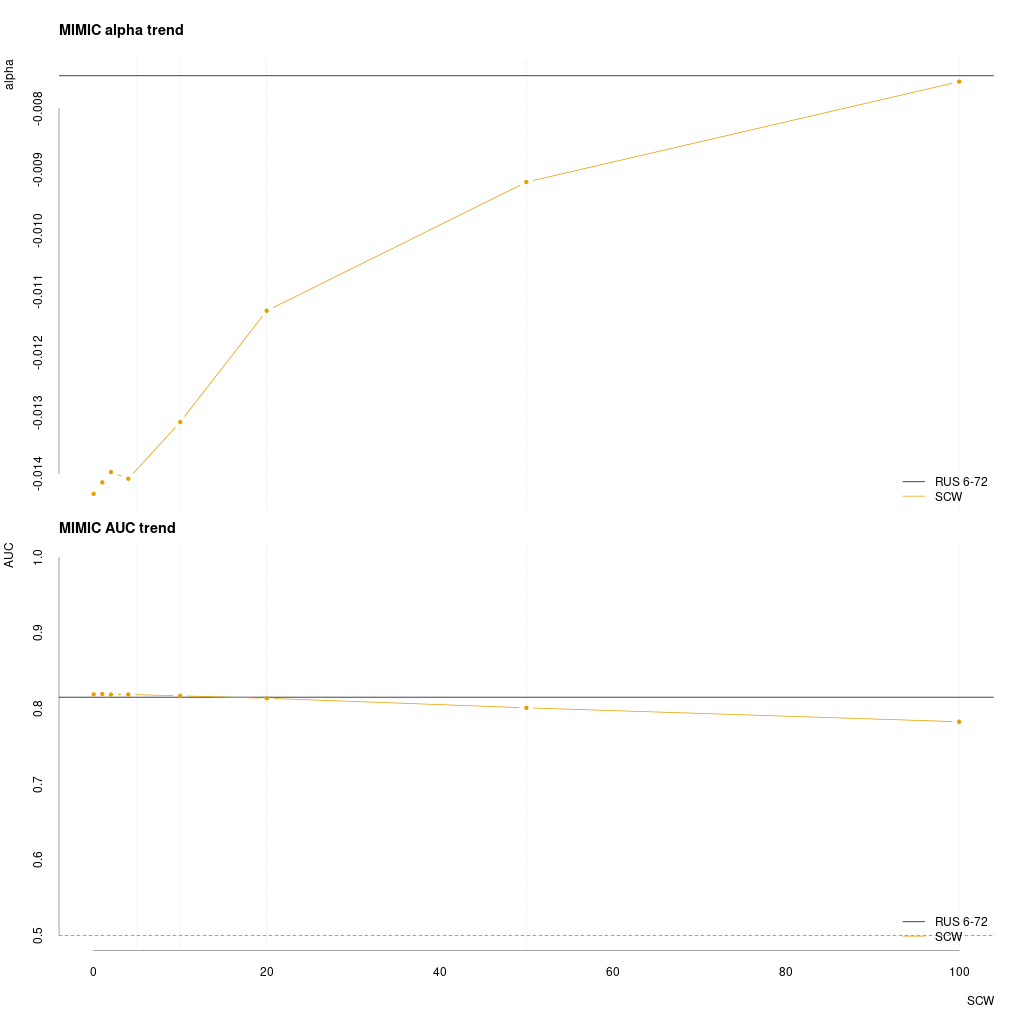 MIMIC alpha trend
alpha
-0.008
-0.009
-0.010
-0.011
-0.012
-0.013
-0.014
RUS 6-72
SCW
MIMIC AUC trend
AUC
1.0
0.9
0.8
0.7
0.6
0.5
RUS 6-72
SCW
0 20 40 60 80 100
SCW